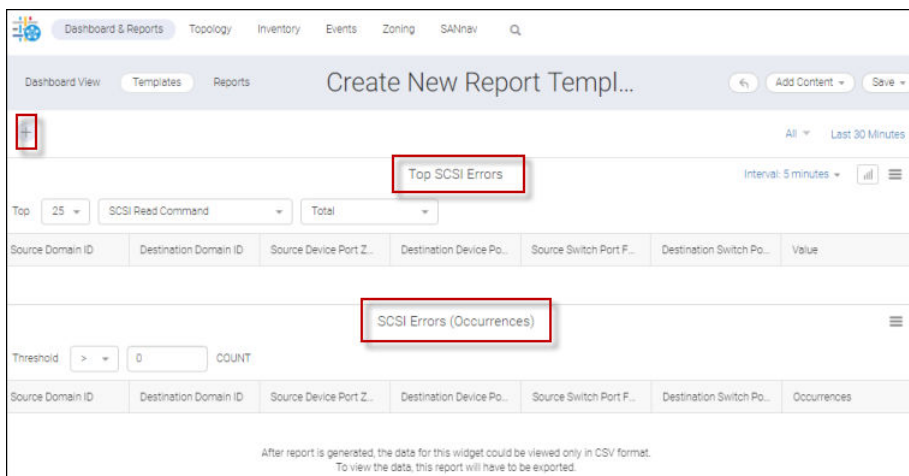 Dashboard & Reports Topology Inventory Events Zoning SANnav
Dashboard View Templates Reports Create New Report Templ... Add Content Save
+ All Last 30 Minutes
Top SCSI Errors Interval: 5 minutes
Top 25 SCSI Read Command Total
Source Domain ID Destination Domain ID Source Device Port Z... Destination Device Po... Source Switch Port F... Destination Switch Po... Value
SCSI Errors (Occurrences)
Threshold > 0 COUNT
Source Domain ID Destination Domain ID Source Device Port Z... Destination Device Po... Source Switch Port F... Destination Switch Po... Occurrences
After report is generated, the data for this widget could be viewed only in CSV format.
To view the data, this report will have to be exported.